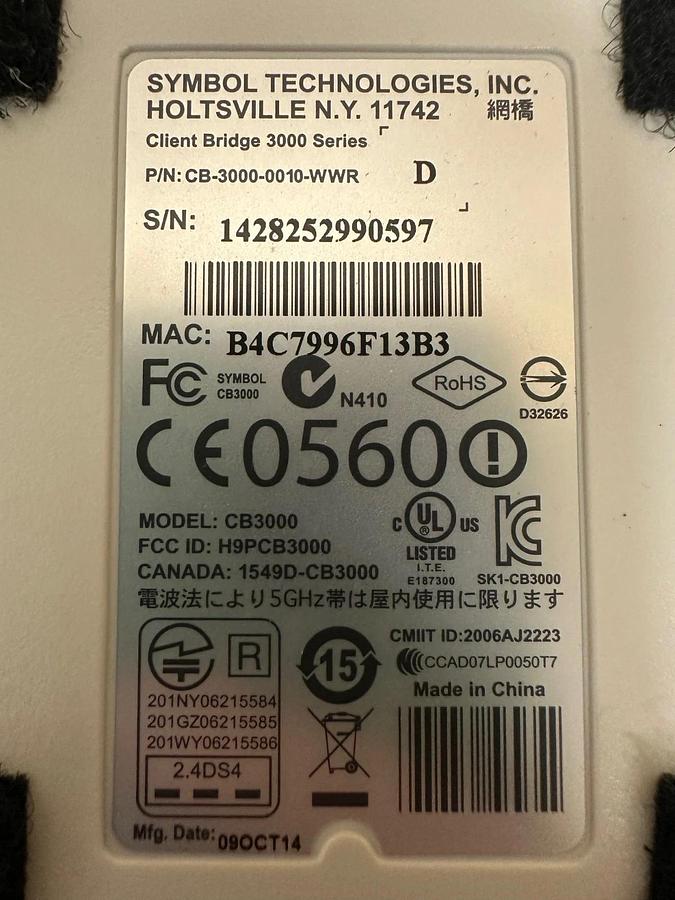 SYMBOL TECHNOLOGIES, INC.
HOLTSVILLE N.Y. 11742 網橋
Client Bridge 3000 Series
P/N: CB-3000-0010-WWR D
S/N: 1428252990597
MAC: B4C7996F13B3
FC SYMBOL
CB3000
N410
RoHS
D32626
CE0560
MODEL: CB3000
FCC ID: H9PCB3000
CANADA: 1549D-CB3000
C UL US
®
LISTED
I.T.E.
E187300
SK1-CB3000
電波法により5GHz帯は屋内使用に限ります
R
201NY06215584
201GZ06215585
201WY06215586
2.4DS4
15
CMIIT ID:2006AJ2223
CCAD07LP0050T7
Made in China
Mfg. Date: 09OCT14